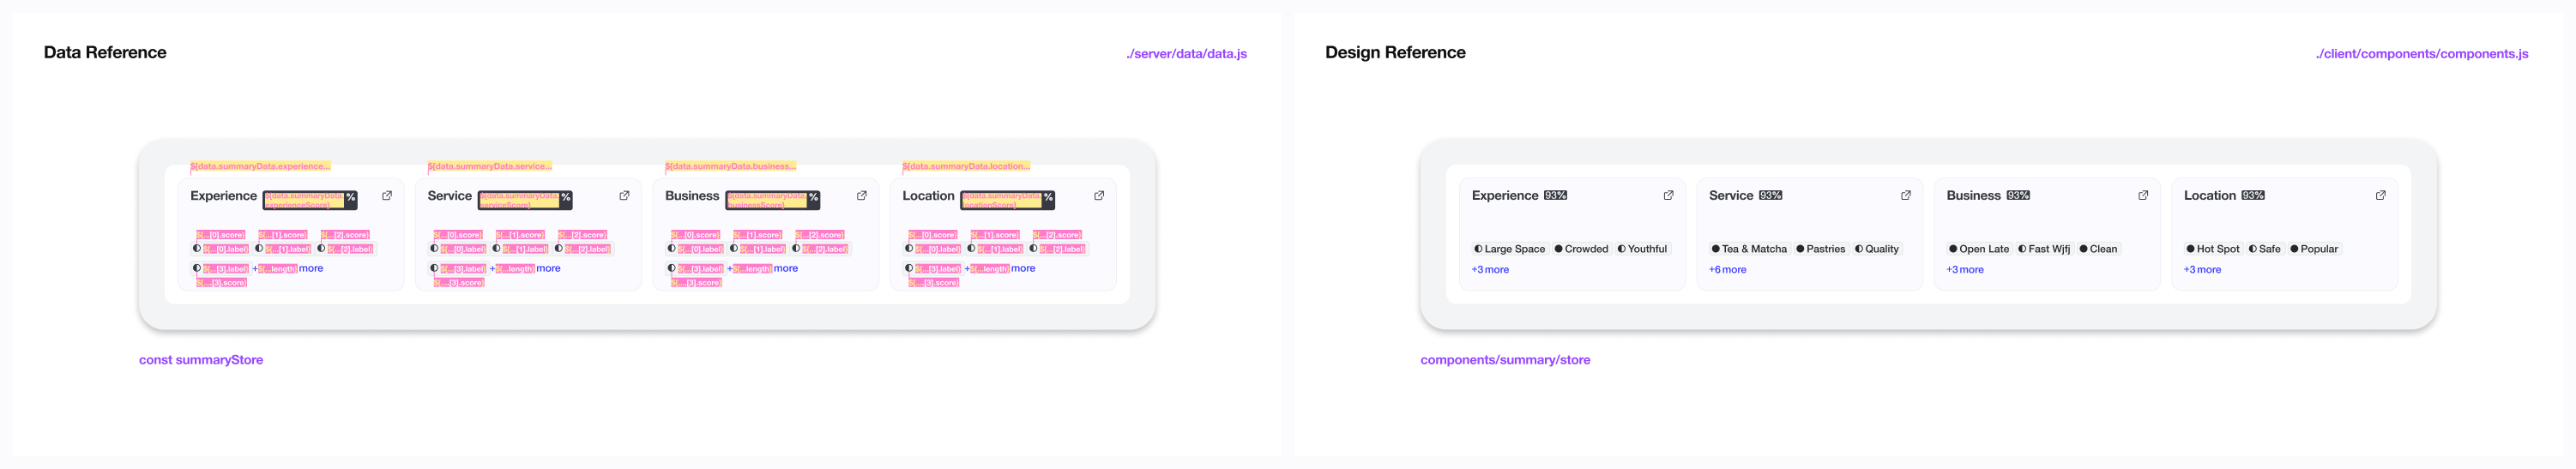 Data Reference
./server/data/data.js
${data.summaryData.experience...
${data.summaryData.service...
${data.summaryData.business...
${data.summaryData.location...
Experience ${data.summaryData.experienceScore} %
${...[0].score} ${...[1].score} ${...[2].score}
${...[0].label} ${...[1].label} ${...[2].label}
${...[3].label} +${...length} more
${...[3].score}
Service ${data.summaryData.serviceScore} %
${...[0].score} ${...[1].score} ${...[2].score}
${...[0].label} ${...[1].label} ${...[2].label}
${...[3].label} +${...length} more
${...[3].score}
Business ${data.summaryData.businessScore} %
${...[0].score} ${...[1].score} ${...[2].score}
${...[0].label} ${...[1].label} ${...[2].label}
${...[3].label} +${...length} more
${...[3].score}
Location ${data.summaryData.locationScore} %
${...[0].score} ${...[1].score} ${...[2].score}
${...[0].label} ${...[1].label} ${...[2].label}
${...[3].label} +${...length} more
${...[3].score}
const summaryStore
Design Reference
./client/components/components.js
Experience 93%
Large Space Crowded Youthful
+3 more
Service 93%
Tea & Matcha Pastries Quality
+6 more
Business 93%
Open Late Fast Wjfj Clean
+3 more
Location 93%
Hot Spot Safe Popular
+3 more
components/summary/store